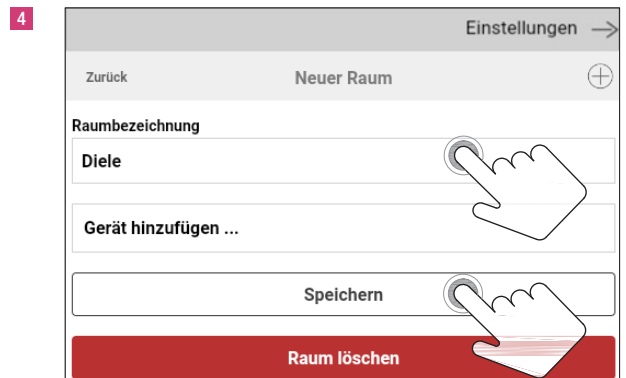 4
Einstellungen
Zurück
Neuer Raum
Raumbezeichnung
Diele
Gerät hinzufügen ...
Speichern
Raum löschen